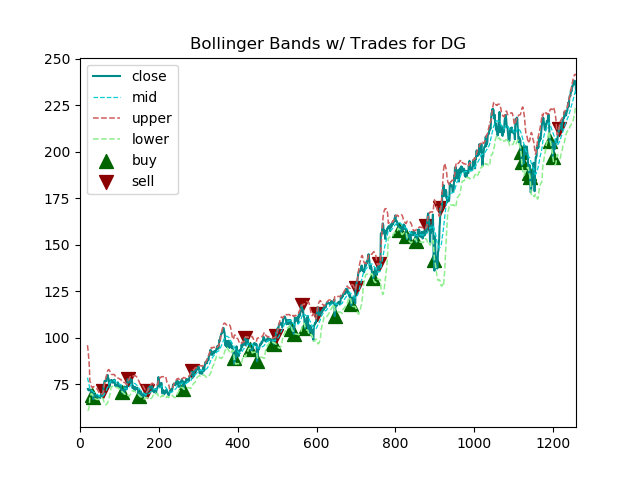 Bollinger Bands w/ Trades for DG
250
225
200
175
150
125
100
75
close
mid
upper
lower
buy
sell
0 200 400 600 800 1000 1200